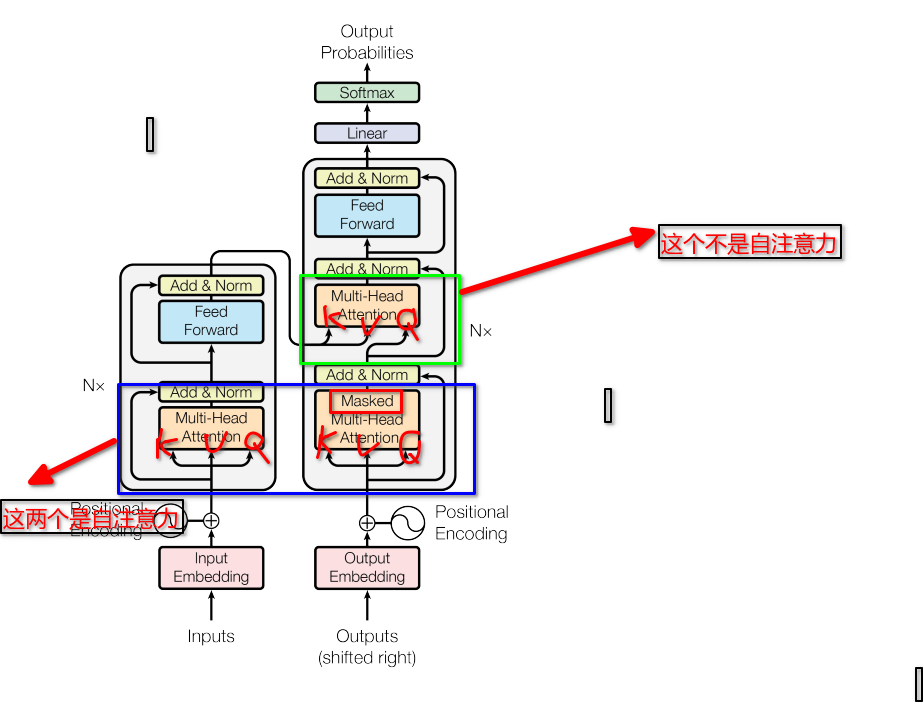 Output
Probabilities
Softmax
Linear
Add & Norm
Feed
Forward
Add & Norm
Multi-Head
Attention
K V Q
这个不是自注意力
N×
Add & Norm
Masked
Multi-Head
Attention
K V Q
Add & Norm
Feed
Forward
N×
Add & Norm
Multi-Head
Attention
K V Q
这两个是自注意力
Positional
Encoding
Positional
Encoding
Input
Embedding
Output
Embedding
Inputs
Outputs
(shifted right)